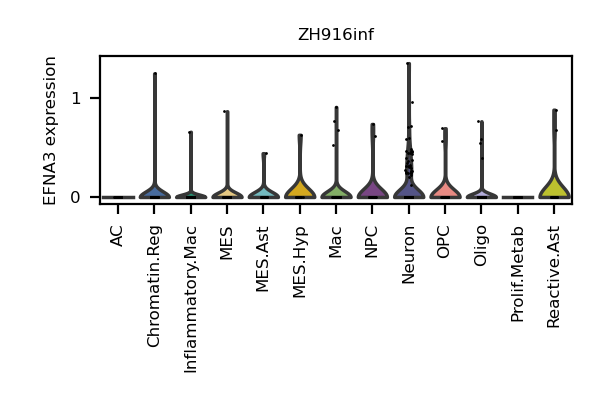 ZH916inf
EFNA3 expression
1
0
AC
Chromatin.Reg
Inflammatory.Mac
MES
MES.Ast
MES.Hyp
Mac
NPC
Neuron
OPC
Oligo
Prolif.Metab
Reactive.Ast